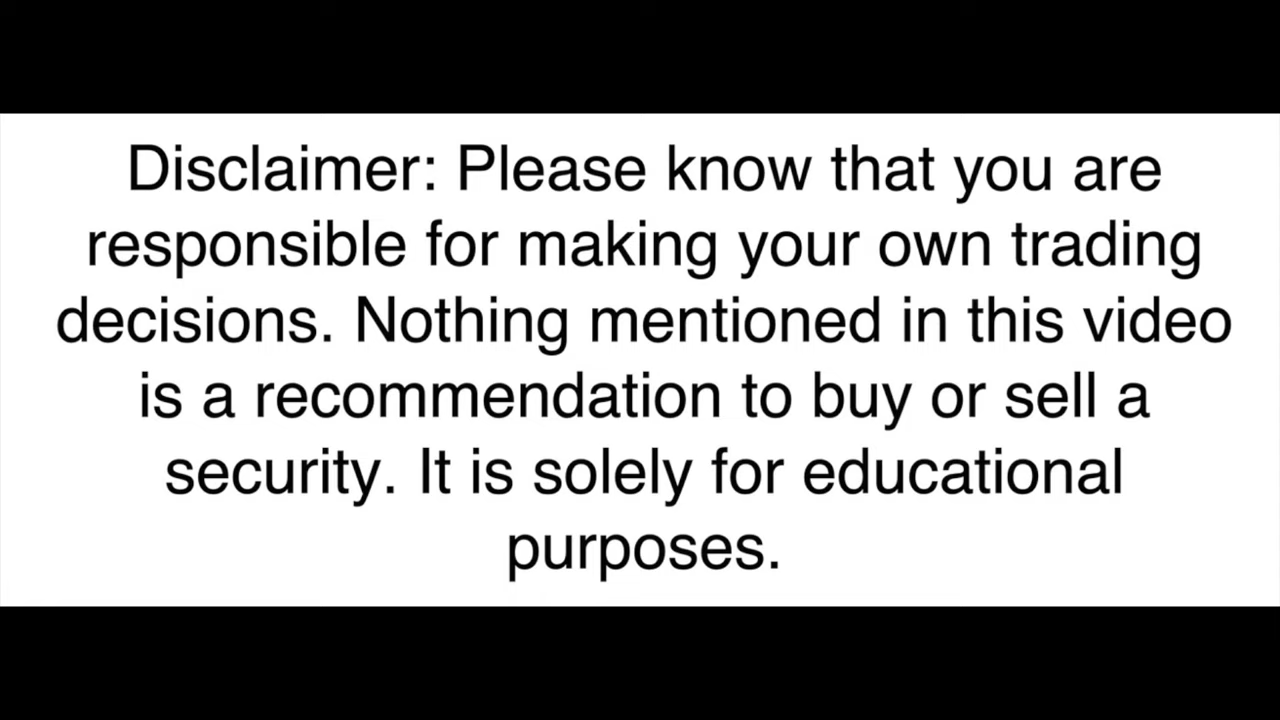 Disclaimer: Please know that you are
responsible for making your own trading
decisions. Nothing mentioned in this video
is a recommendation to buy or sell a
security. It is solely for educational
purposes.